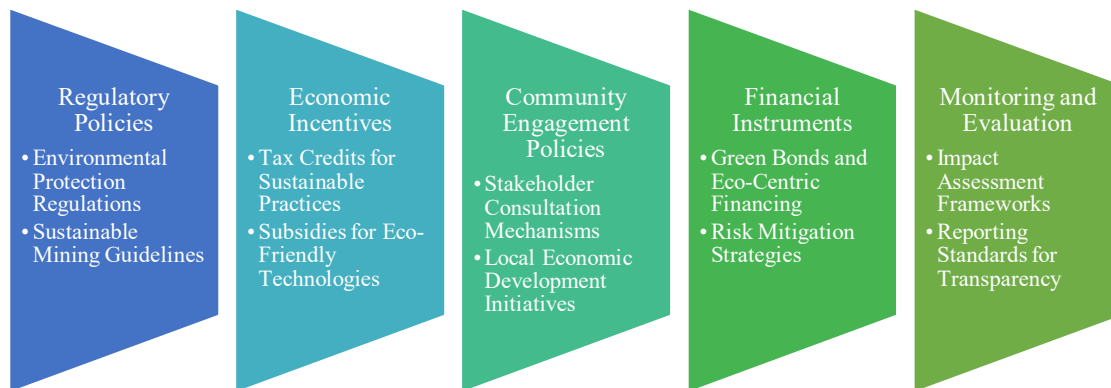 Regulatory
Policies
• Environmental
Protection
Regulations
• Sustainable
Mining Guidelines
Economic
Incentives
• Tax Credits for
Sustainable
Practices
• Subsidies for Eco-
Friendly
Technologies
Community
Engagement
Policies
• Stakeholder
Consultation
Mechanisms
• Local Economic
Development
Initiatives
Financial
Instruments
• Green Bonds and
Eco-Centric
Financing
• Risk Mitigation
Strategies
Monitoring and
Evaluation
• Impact
Assessment
Frameworks
• Reporting
Standards for
Transparency